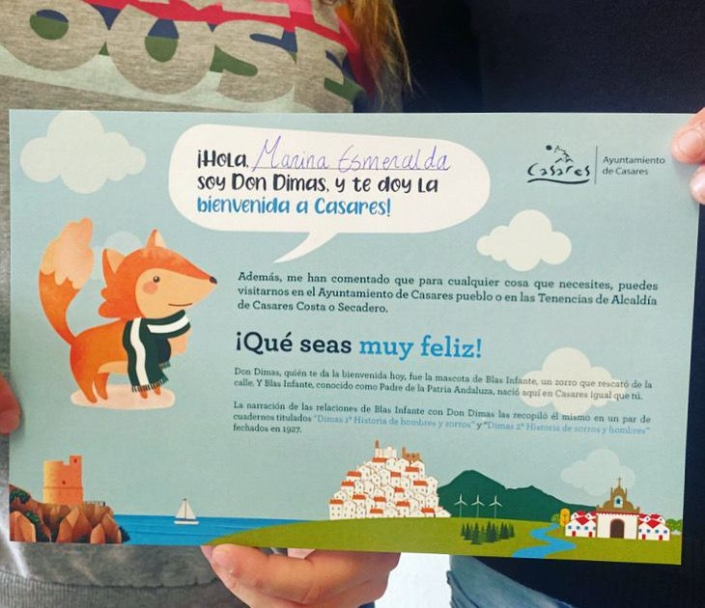 OUSE
¡Hola, Marina Esmeralda
soy Don Dimas, y te doy la
bienvenida a Casares!
Casares
Ayuntamiento
de Casares
Además, me han comentado que para cualquier cosa que necesites, puedes
visitarnos en el Ayuntamiento de Casares pueblo o en las Tenencias de Alcaldía
de Casares Costa o Secadero.
¡Qué seas muy feliz!
Don Dimas, quién te da la bienvenida hoy, fue la mascota de Blas Infante, un zorro que rescató de la
calle. Y Blas Infante, conocido como Padre de la Patria Andaluza, nació aquí en Casares igual que tú.
La narración de las relaciones de Blas Infante con Don Dimas las recopiló él mismo en un par de
cuadernos titulados "Dimas 1ª Historia de hombres y zorros" y "Dimas 2ª Historia de zorros y hombres"
fechados en 1927.